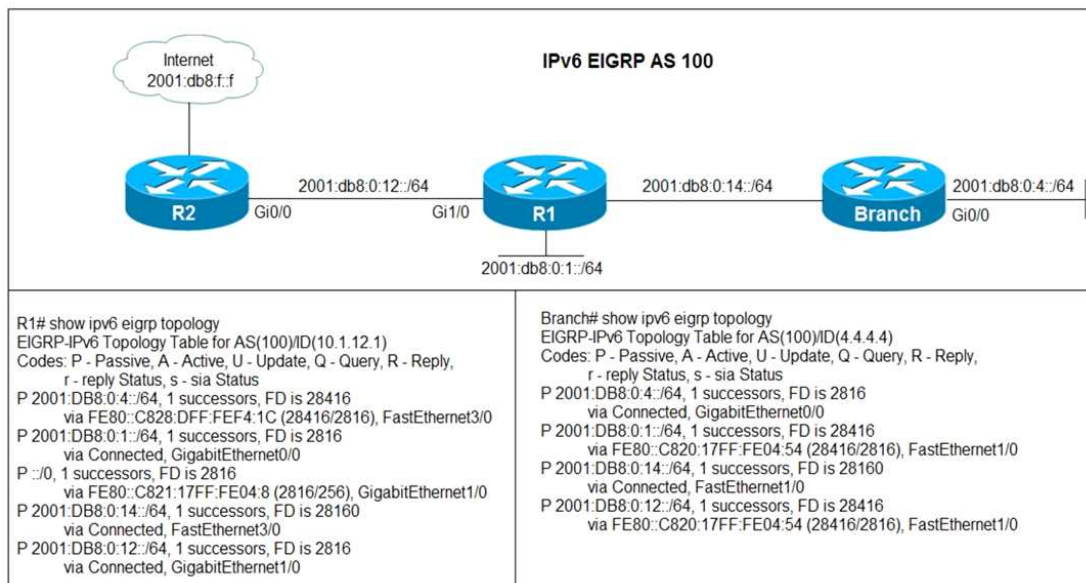 Internet
2001:db8:f::f
IPv6 EIGRP AS 100
2001:db8:0:12::/64
2001:db8:0:14::/64
2001:db8:0:4::/64
R2
Gi0/0
Gi1/0
R1
Branch
Gi0/0
2001:db8:0:1::/64
R1# show ipv6 eigrp topology
EIGRP-IPv6 Topology Table for AS(100)/ID(10.1.12.1)
Codes: P - Passive, A - Active, U - Update, Q - Query, R - Reply,
r - reply Status, s - sia Status
P 2001:DB8:0:4::/64, 1 successors, FD is 28416
via FE80::C828:DFF:FEF4:1C (28416/2816), FastEthernet3/0
P 2001:DB8:0:1::/64, 1 successors, FD is 2816
via Connected, GigabitEthernet0/0
P ::/0, 1 successors, FD is 2816
via FE80::C821:17FF:FE04:8 (2816/256), GigabitEthernet1/0
P 2001:DB8:0:14::/64, 1 successors, FD is 28160
via Connected, FastEthernet3/0
P 2001:DB8:0:12::/64, 1 successors, FD is 2816
via Connected, GigabitEthernet1/0
Branch# show ipv6 eigrp topology
EIGRP-IPv6 Topology Table for AS(100)/ID(4.4.4.4)
Codes: P - Passive, A - Active, U - Update, Q - Query, R - Reply,
r - reply Status, s - sia Status
P 2001:DB8:0:4::/64, 1 successors, FD is 2816
via Connected, GigabitEthernet0/0
P 2001:DB8:0:1::/64, 1 successors, FD is 28416
via FE80::C820:17FF:FE04:54 (28416/2816), FastEthernet1/0
P 2001:DB8:0:14::/64, 1 successors, FD is 28160
via Connected, FastEthernet1/0
P 2001:DB8:0:12::/64, 1 successors, FD is 28416
via FE80::C820:17FF:FE04:54 (28416/2816), FastEthernet1/0